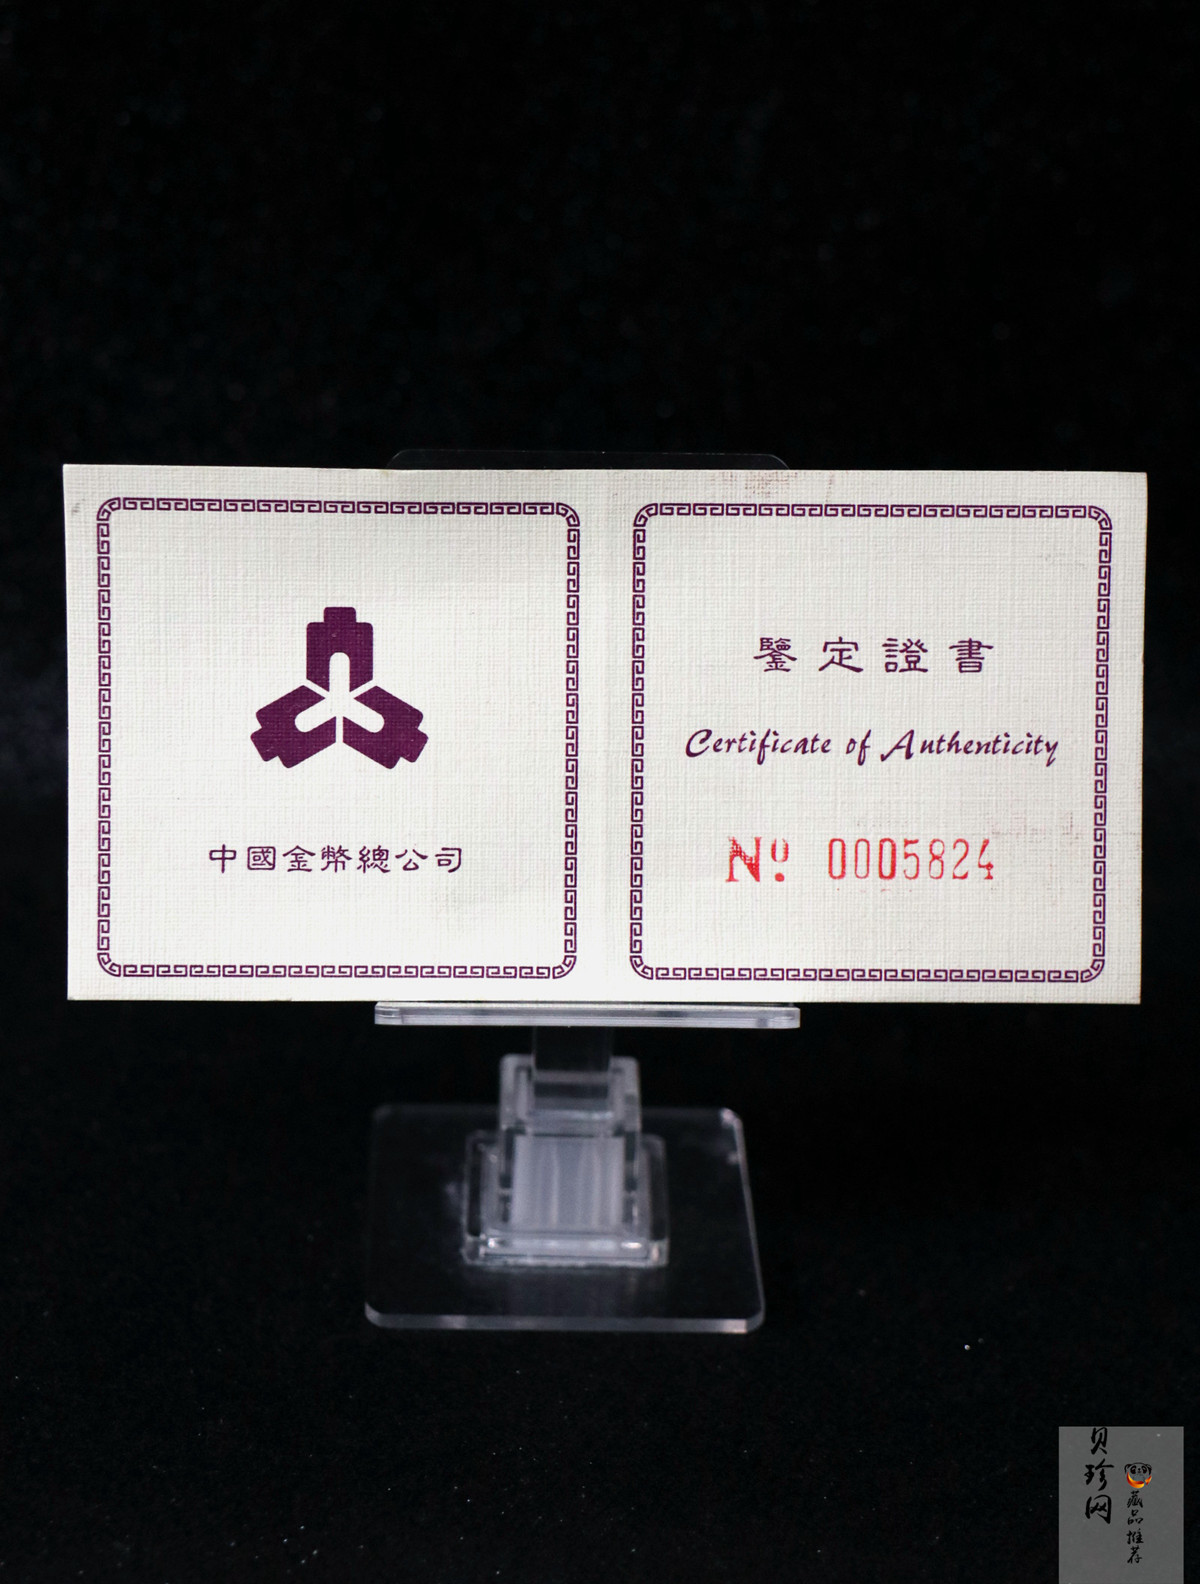 中國金幣總公司
鑒定證書
Certificate of Authenticity
Nº 0005824
贝珍网
藏品推荐